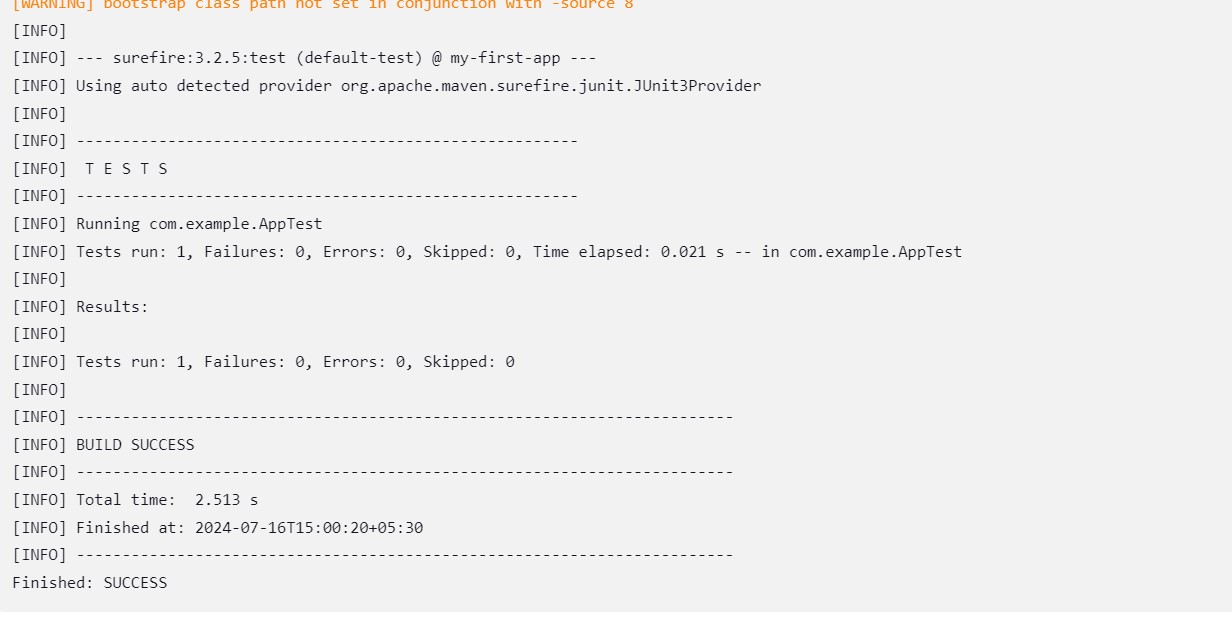 [WARNING] bootstrap class path not set in conjunction with -source 8
[INFO]
[INFO] --- surefire:3.2.5:test (default-test) @ my-first-app ---
[INFO] Using auto detected provider org.apache.maven.surefire.junit.JUnit3Provider
[INFO]
[INFO] -------------------------------------------------------
[INFO]  T E S T S
[INFO] -------------------------------------------------------
[INFO] Running com.example.AppTest
[INFO] Tests run: 1, Failures: 0, Errors: 0, Skipped: 0, Time elapsed: 0.021 s -- in com.example.AppTest
[INFO]
[INFO] Results:
[INFO]
[INFO] Tests run: 1, Failures: 0, Errors: 0, Skipped: 0
[INFO]
[INFO] ------------------------------------------------------------------------
[INFO] BUILD SUCCESS
[INFO] ------------------------------------------------------------------------
[INFO] Total time:  2.513 s
[INFO] Finished at: 2024-07-16T15:00:20+05:30
[INFO] ------------------------------------------------------------------------
Finished: SUCCESS